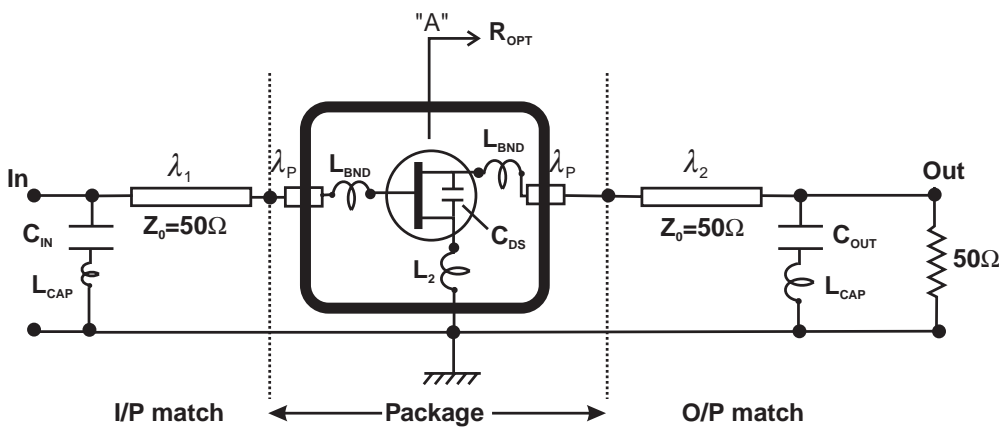 "A"
R_OPT
L_BND
λ_P
λ_1
In
L_BND
λ_P
λ_2
Out
Z_0=50Ω
C_IN
C_DS
Z_0=50Ω
C_OUT
50Ω
L_2
L_CAP
L_CAP
I/P match
Package
O/P match